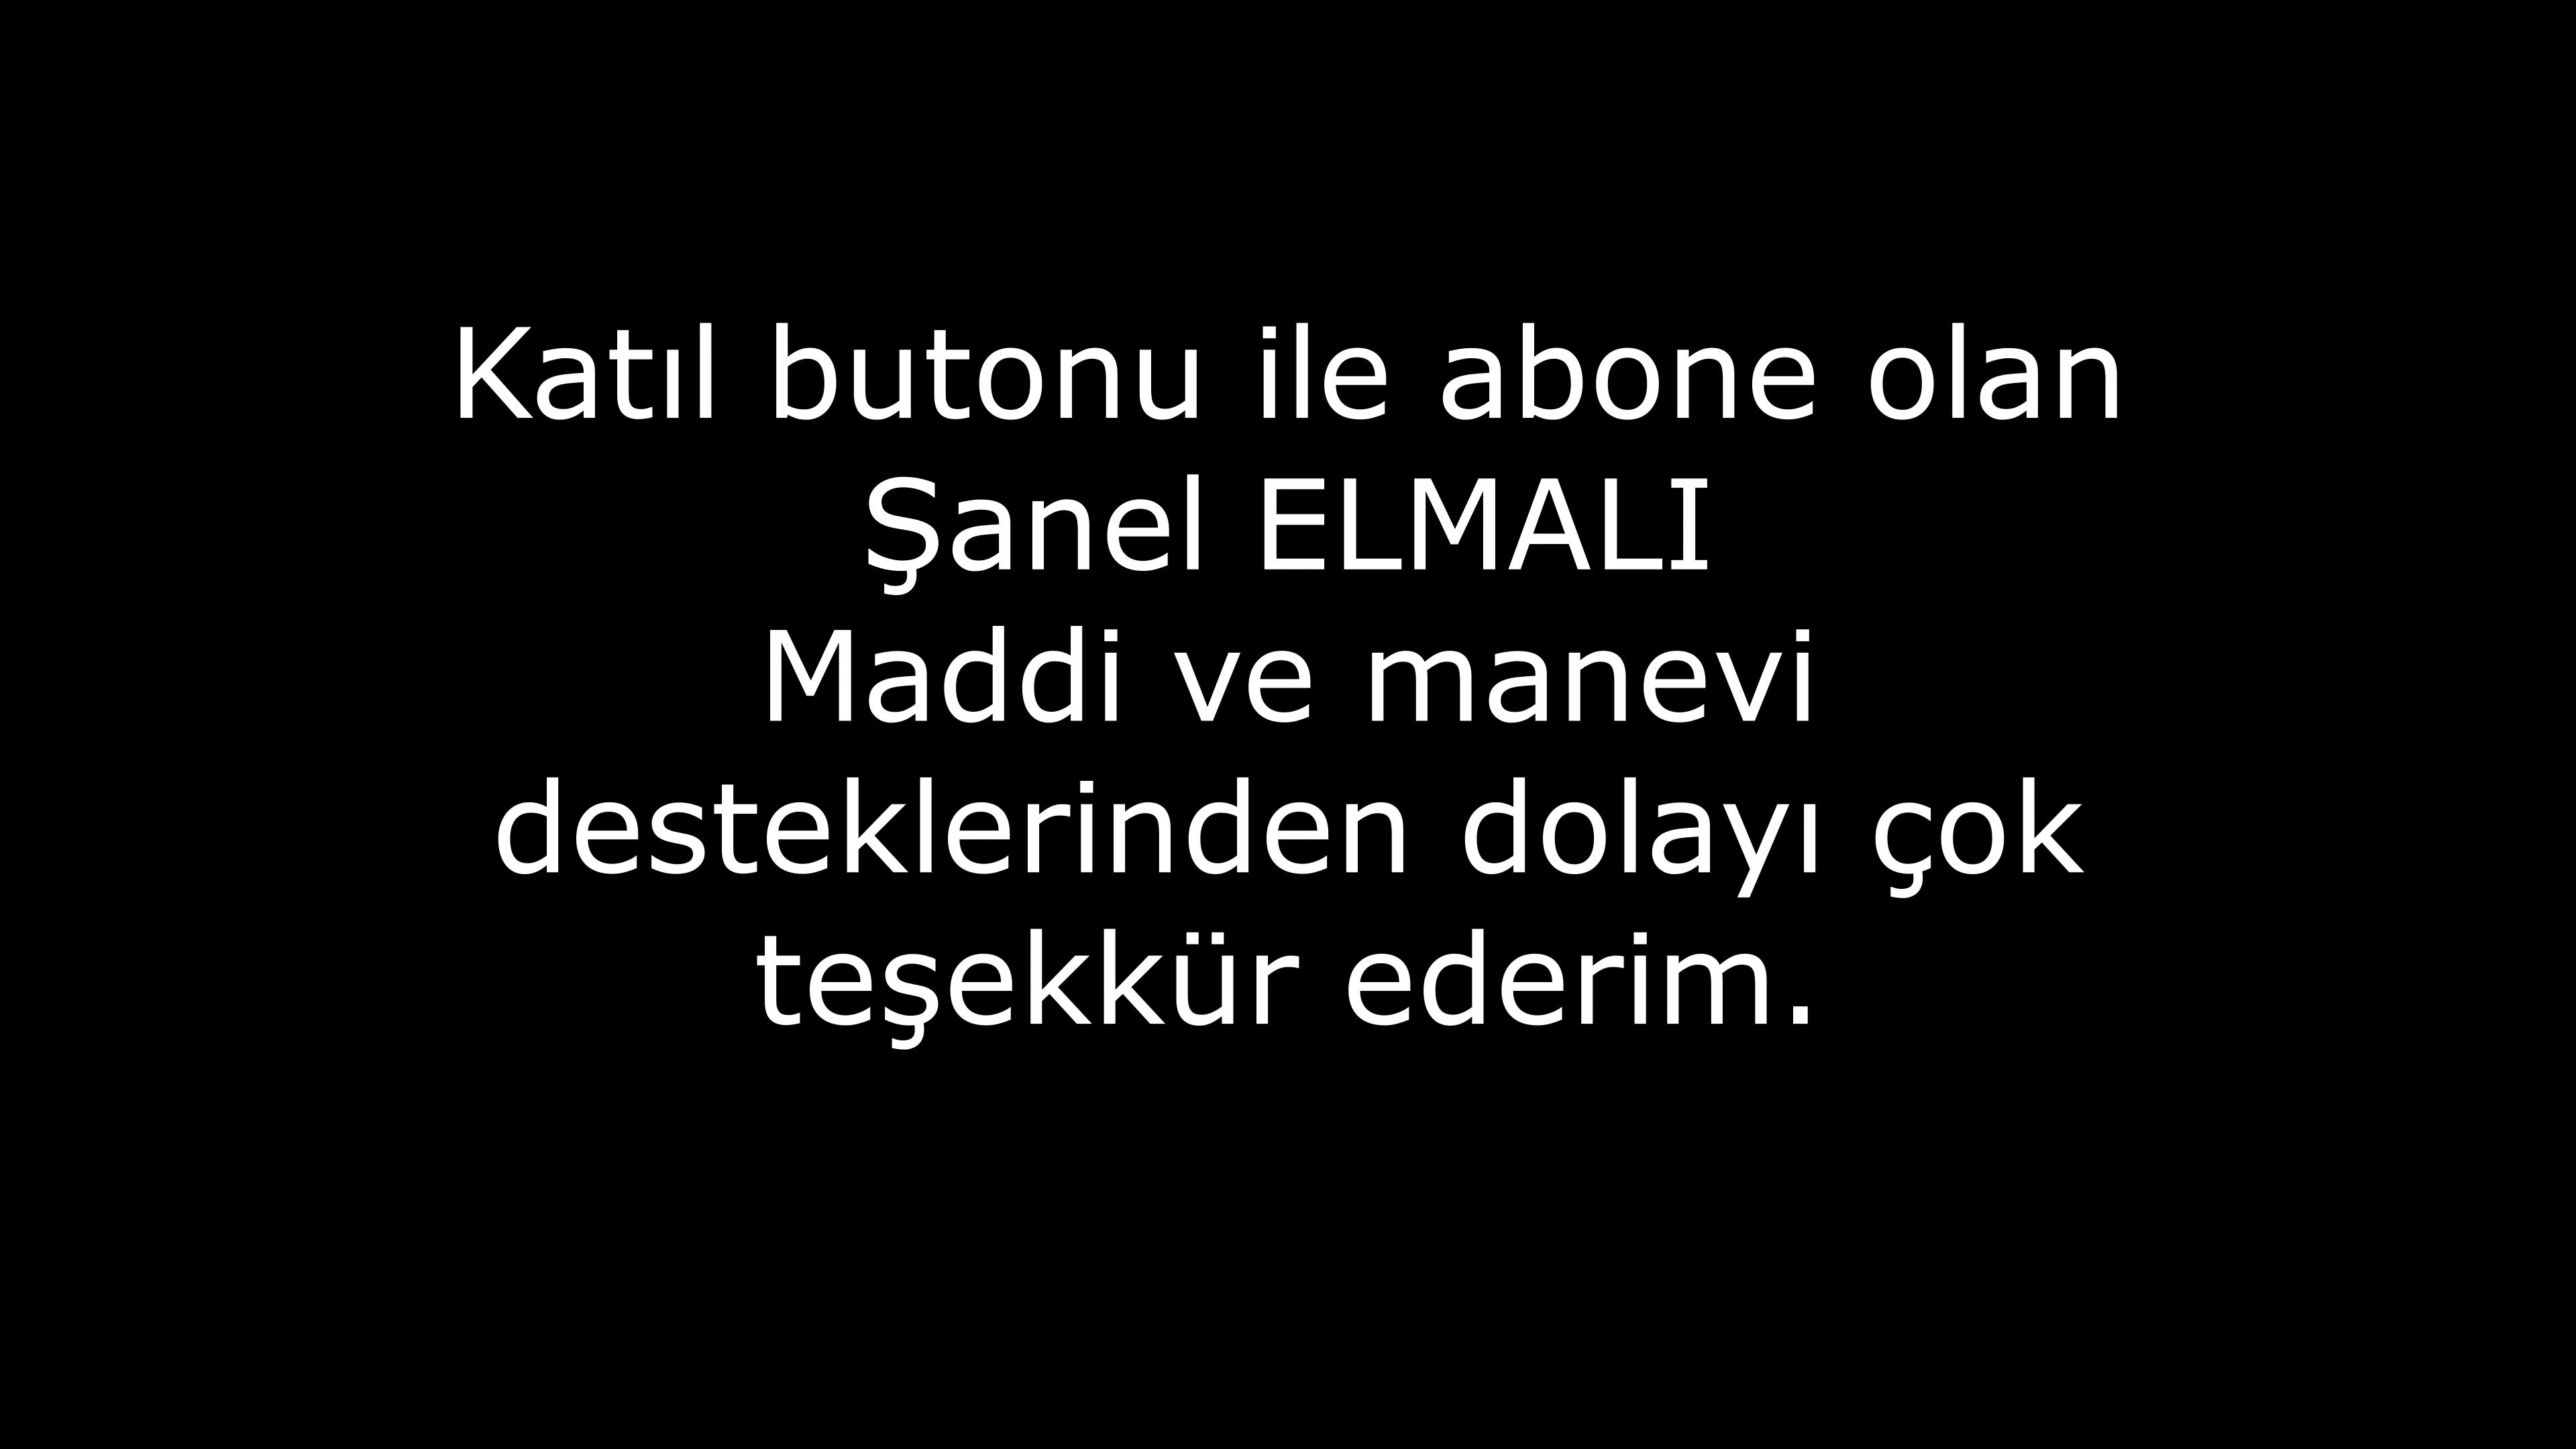 Katıl butonu ile abone olan
Şanel ELMALI
Maddi ve manevi
desteklerinden dolayı çok
teşekkür ederim.